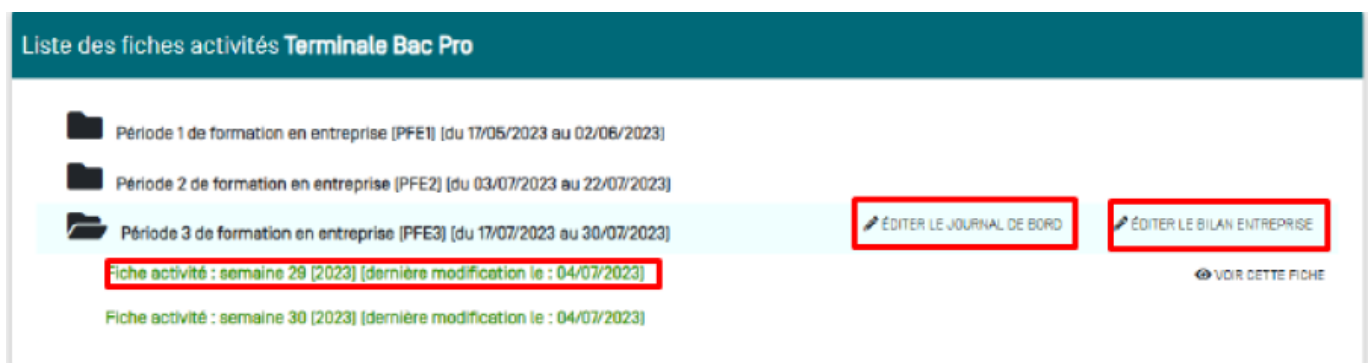 Liste des fiches activités Terminale Bac Pro
Période 1 de formation en entreprise [PFE1] [du 17/05/2023 au 02/06/2023]
Période 2 de formation en entreprise [PFE2] [du 03/07/2023 au 22/07/2023]
Période 3 de formation en entreprise [PFE3] [du 17/07/2023 au 30/07/2023] ÉDITER LE JOURNAL DE BORD ÉDITER LE BILAN ENTREPRISE
Fiche activité : semaine 29 [2023] [dernière modification le : 04/07/2023] VOIR CETTE FICHE
Fiche activité : semaine 30 [2023] [dernière modification le : 04/07/2023]